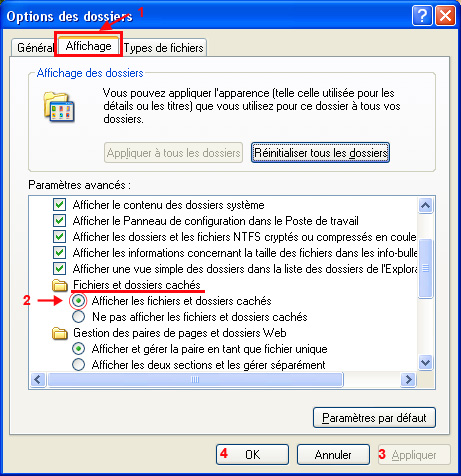 Options des dossiers
1
Général Affichage Types de fichiers
Affichage des dossiers
Vous pouvez appliquer l'apparence (telle celle utilisée pour les
détails ou les titres) que vous utilisez pour ce dossier à tous vos
dossiers.
Appliquer à tous les dossiers Réinitialiser tous les dossiers
Paramètres avancés :
Afficher le contenu des dossiers système
Afficher le Panneau de configuration dans le Poste de travail
Afficher les dossiers et les fichiers NTFS cryptés ou compressés en coule
Afficher les informations concernant la taille des fichiers dans les info-bulle
Afficher une vue simple des dossiers dans la liste des dossiers de l'Explora
Fichiers et dossiers cachés
2 Afficher les fichiers et dossiers cachés
Ne pas afficher les fichiers et dossiers cachés
Gestion des paires de pages et dossiers Web
Afficher et gérer la paire en tant que fichier unique
Afficher les deux sections et les gérer séparément
Paramètres par défaut
4 OK Annuler 3 Appliquer